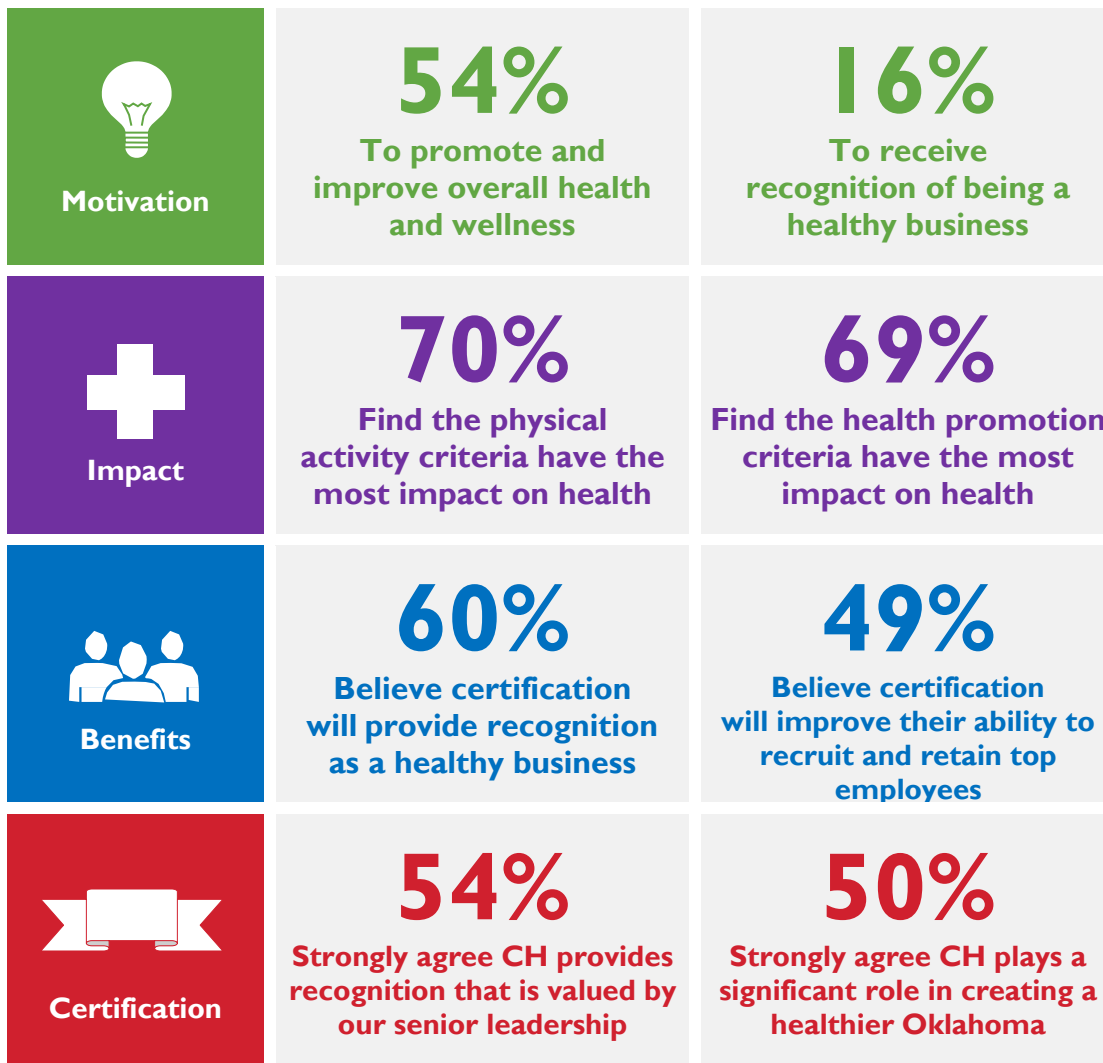 Motivation
54%
To promote and
improve overall health
and wellness
16%
To receive
recognition of being a
healthy business
Impact
70%
Find the physical
activity criteria have the
most impact on health
69%
Find the health promotion
criteria have the most
impact on health
Benefits
60%
Believe certification
will provide recognition
as a healthy business
49%
Believe certification
will improve their ability to
recruit and retain top
employees
Certification
54%
Strongly agree CH provides
recognition that is valued by
our senior leadership
50%
Strongly agree CH plays a
significant role in creating a
healthier Oklahoma